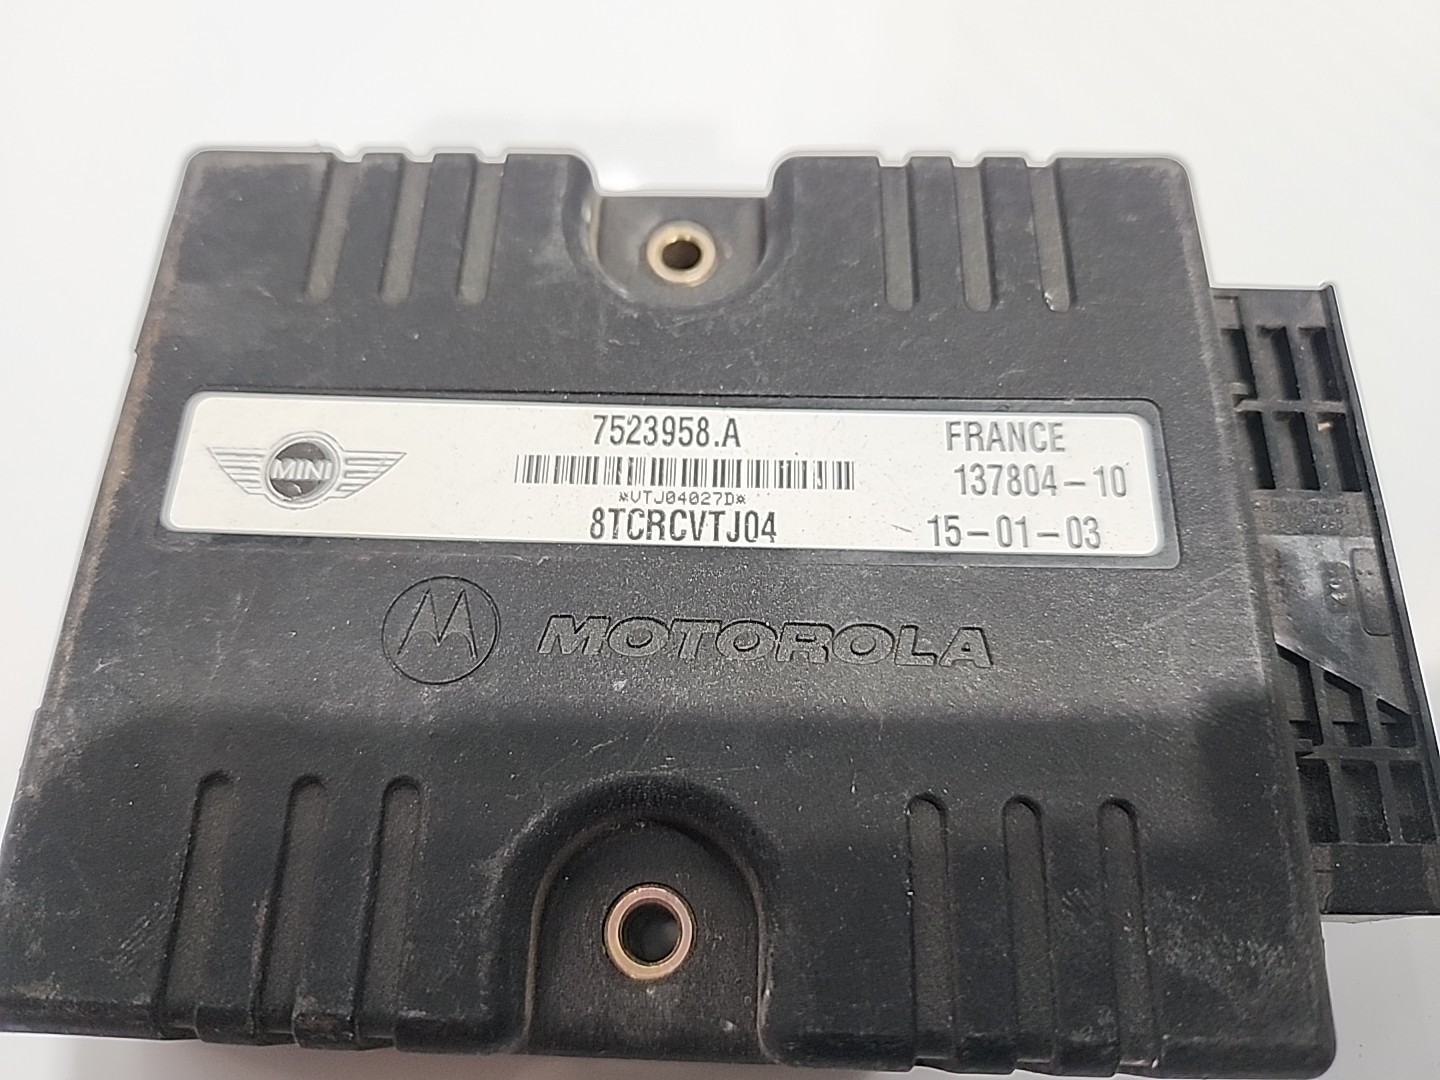 MINI
7523958.A
*VTJ04027D*
8TCRCVTJ04
FRANCE
137804-10
15-01-03
MOTOROLA